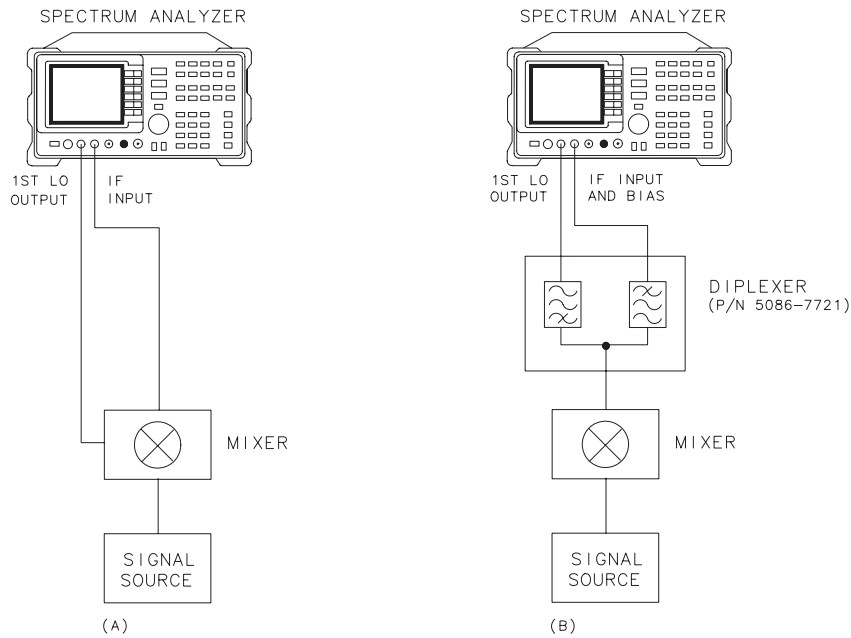 SPECTRUM ANALYZER
1ST LO
OUTPUT
IF
INPUT
MIXER
SIGNAL
SOURCE
(A)
SPECTRUM ANALYZER
1ST LO
OUTPUT
IF INPUT
AND BIAS
DIPLEXER
(P/N 5086–7721)
MIXER
SIGNAL
SOURCE
(B)